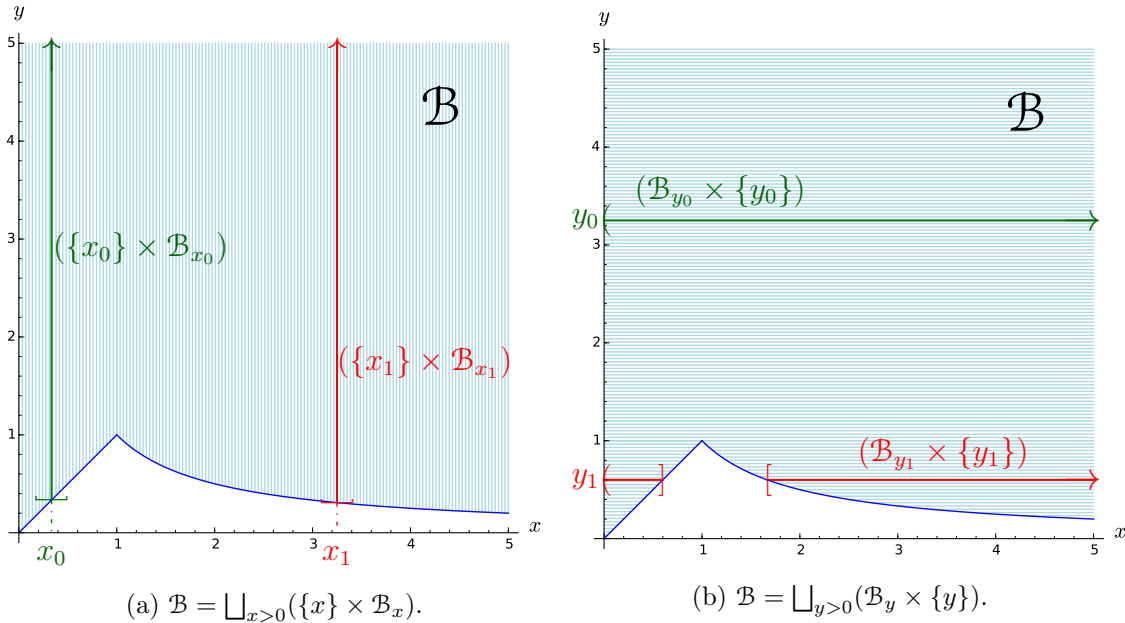 y
5
ℬ
4
3
({x₀} × ℬ_{x₀})
2
({x₁} × ℬ_{x₁})
1
x
x₀ 1 2 3 x₁ 4 5
(a) ℬ = ⨆_{x>0}({x} × ℬ_x).
y
5
ℬ
4
(ℬ_{y₀} × {y₀})
y₀
3
2
1
(ℬ_{y₁} × {y₁})
y₁
x
1 2 3 4 5
(b) ℬ = ⨆_{y>0}(ℬ_y × {y}).